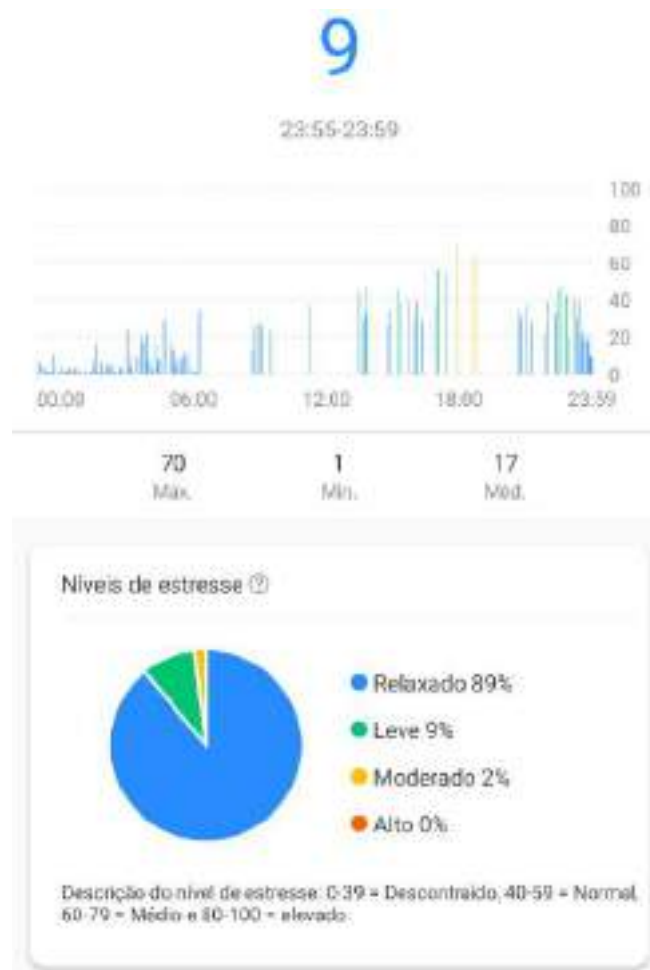 9
23:55-23:59
100
80
60
40
20
0
00:00 06:00 12:00 18:00 23:59
70 1 17
Máx. Mín. Méd.
Níveis de estresse ?
Relaxado 89%
Leve 9%
Moderado 2%
Alto 0%
Descrição do nível de estresse: 0-39 = Descontraído, 40-59 = Normal,
60-79 = Médio e 80-100 = elevado.